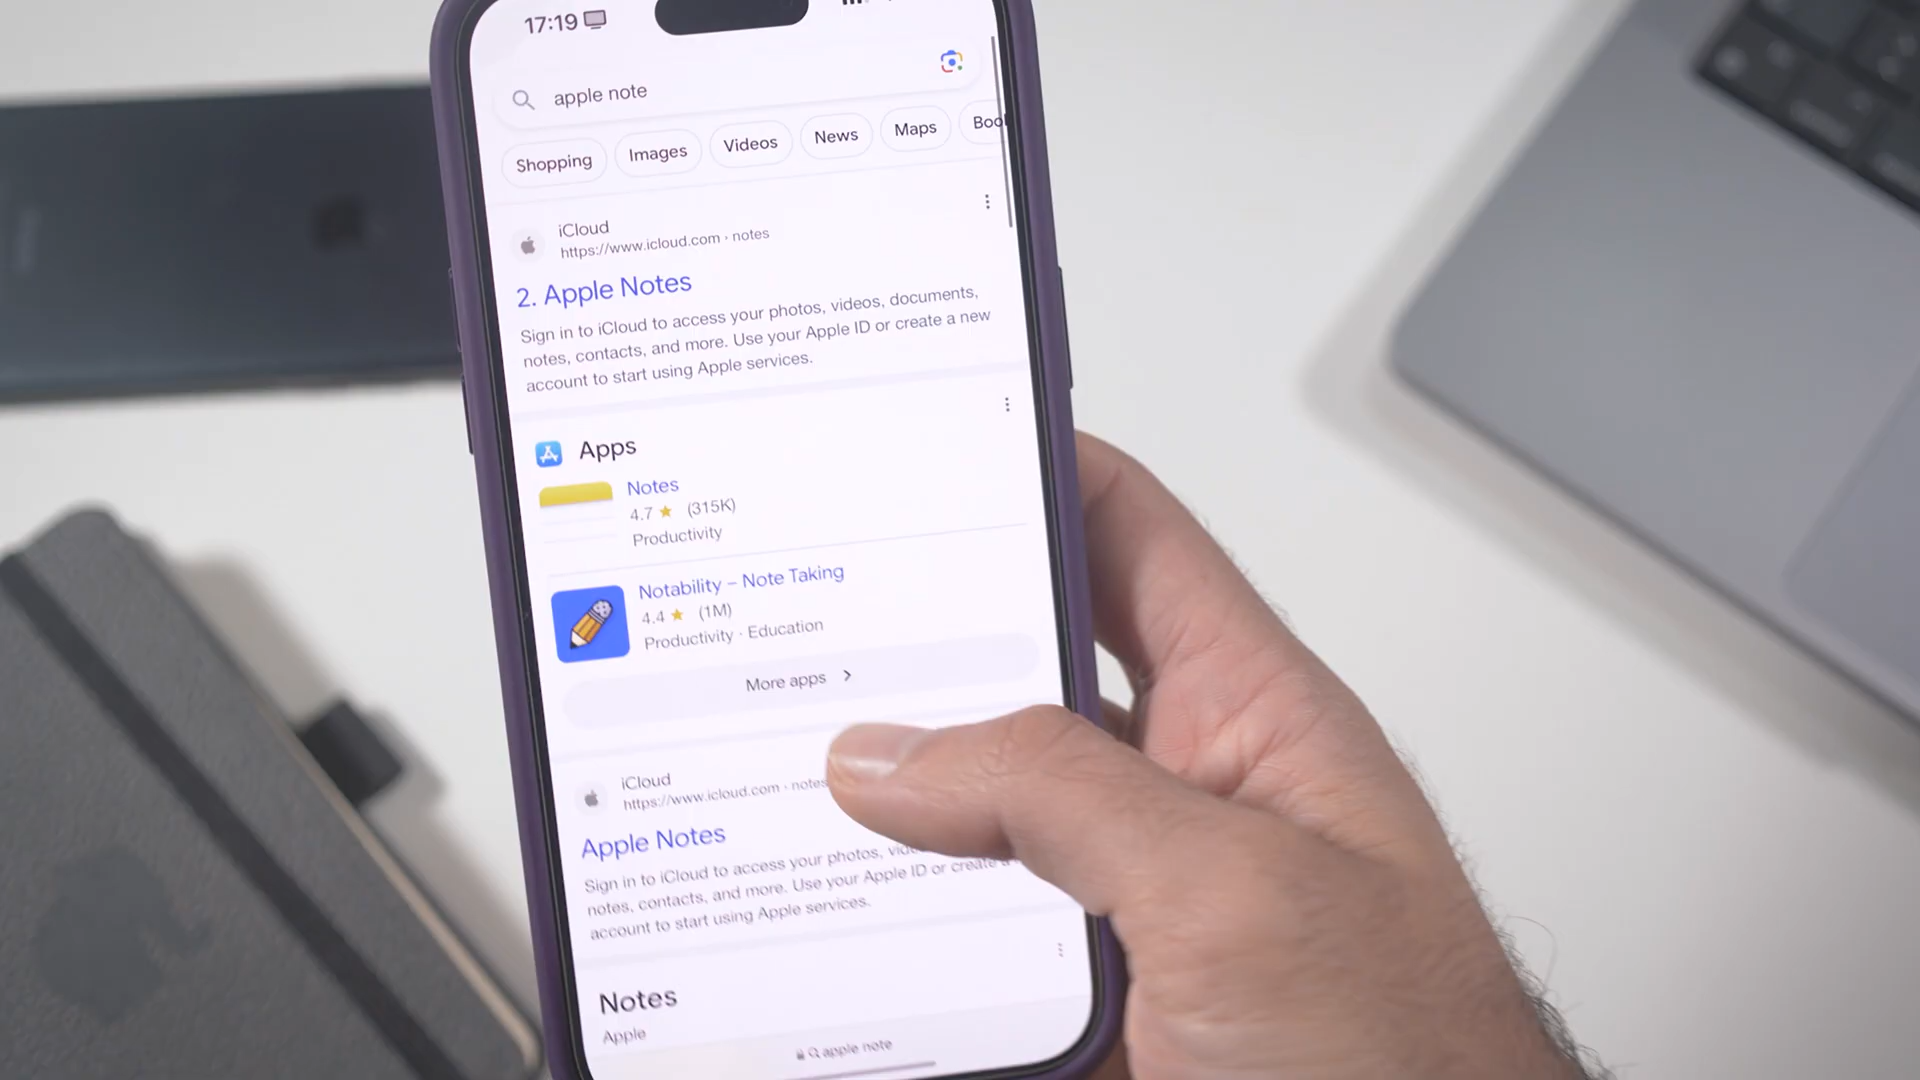 17:19
apple note
Shopping Images Videos News Maps
iCloud
https://www.icloud.com › notes
2. Apple Notes
Sign in to iCloud to access your photos, videos, documents,
notes, contacts, and more. Use your Apple ID or create a new
account to start using Apple services.
Apps
Notes
4.7 ★ (315K)
Productivity
Notability – Note Taking
4.4 ★ (1M)
Productivity · Education
More apps
iCloud
https://www.icloud.com › notes
Apple Notes
Sign in to iCloud to access your photos,
notes, contacts, and more. Use your Apple ID or create a
account to start using Apple services.
Notes
Apple
apple note